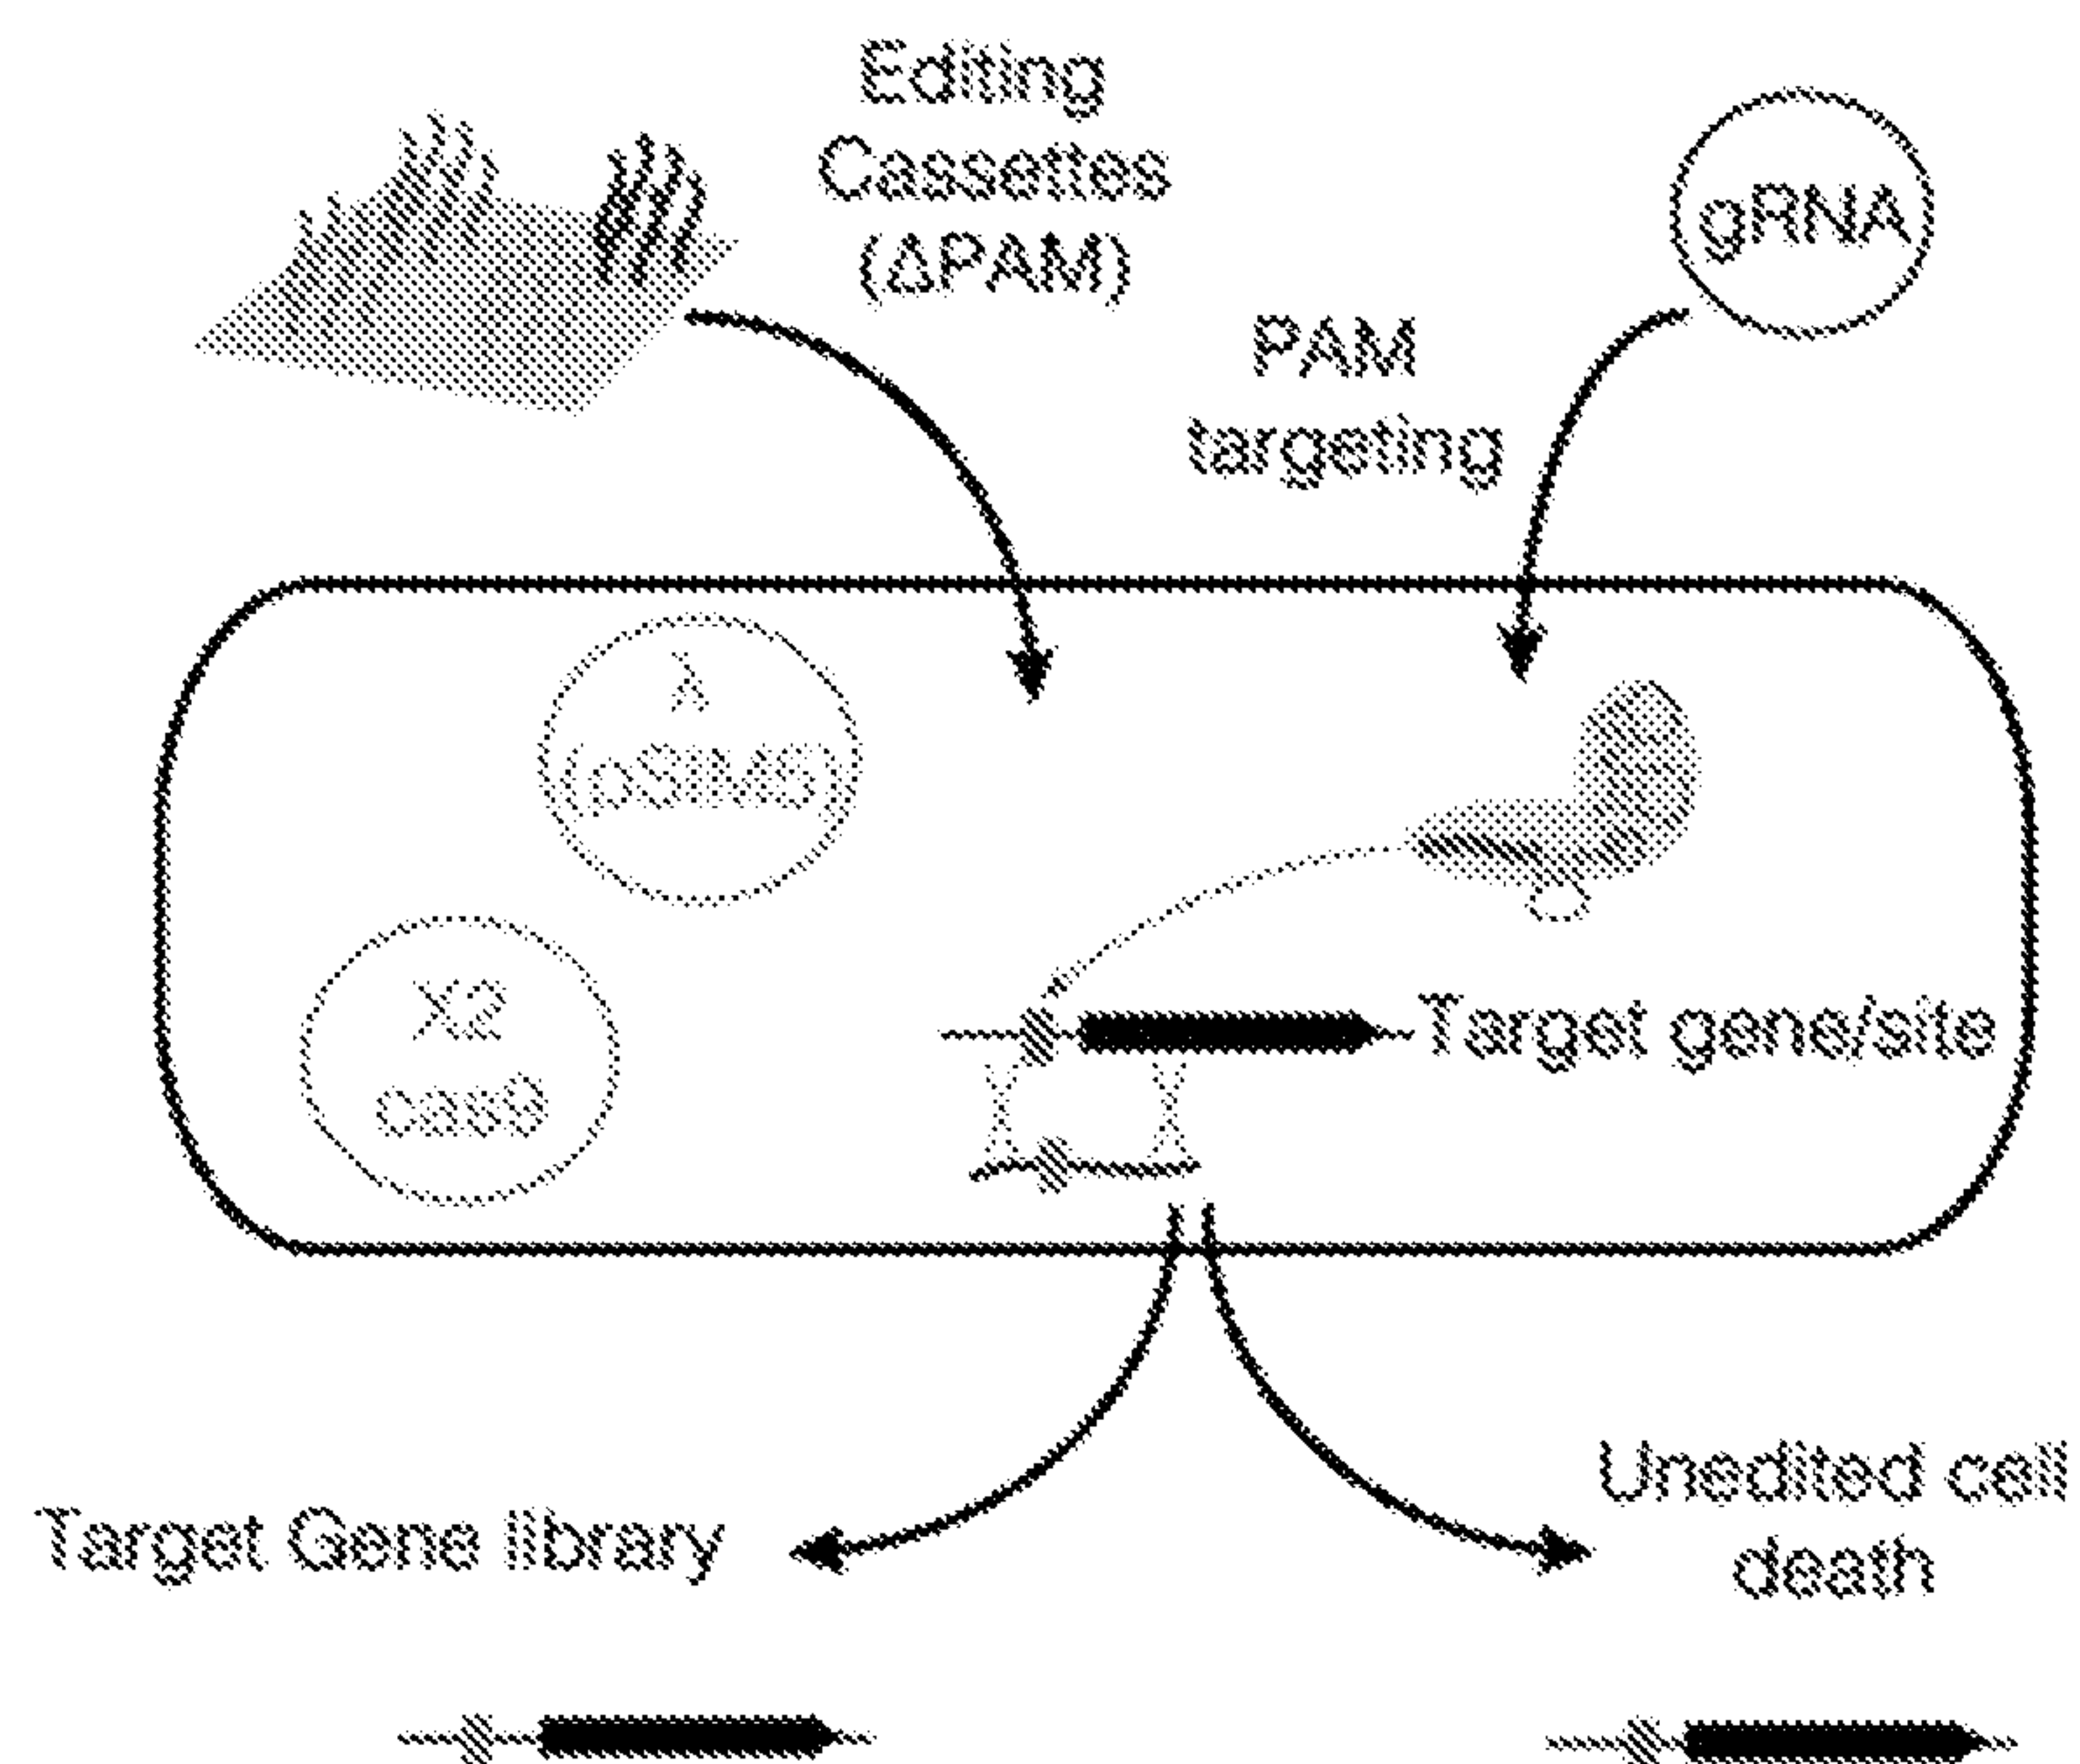 Editing
Cassettes
(ΔPAM)
gRNA
PAM
targeting
λ
(pSIM5)
X2
cas9
Target gene/site
Target Gene library
Unedited cell
death